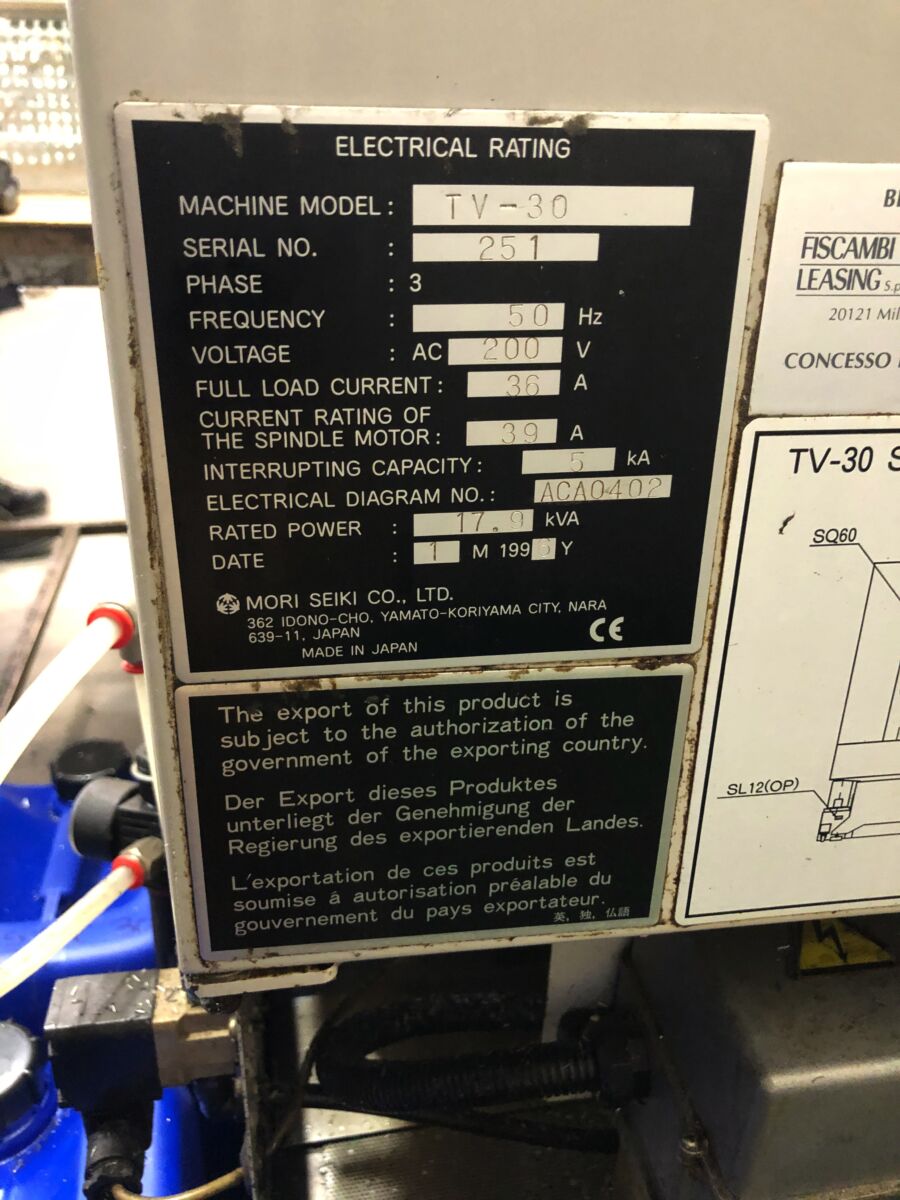 ELECTRICAL RATING
MACHINE MODEL: TV-30
SERIAL NO. : 251
PHASE : 3
FREQUENCY : 50 Hz
VOLTAGE : AC 200 V
FULL LOAD CURRENT: 36 A
CURRENT RATING OF
THE SPINDLE MOTOR: 39 A
INTERRUPTING CAPACITY: 5 kA
ELECTRICAL DIAGRAM NO.: ACA0402
RATED POWER : 17.9 kVA
DATE : 1 M 1996 Y
MORI SEIKI CO., LTD.
362 IDONO-CHO, YAMATO-KORIYAMA CITY, NARA
639-11, JAPAN
MADE IN JAPAN
CE
The export of this product is
subject to the authorization of the
government of the exporting country.
Der Export dieses Produktes
unterliegt der Genehmigung der
Regierung des exportierenden Landes.
L'exportation de ces produits est
soumise á autorisation préalable du
gouvernement du pays exportateur.
英, 独, 仏語
FISCAMBI
LEASING S.p
20121
CONCESSO
TV-30 S
SQ60
SL12(OP)